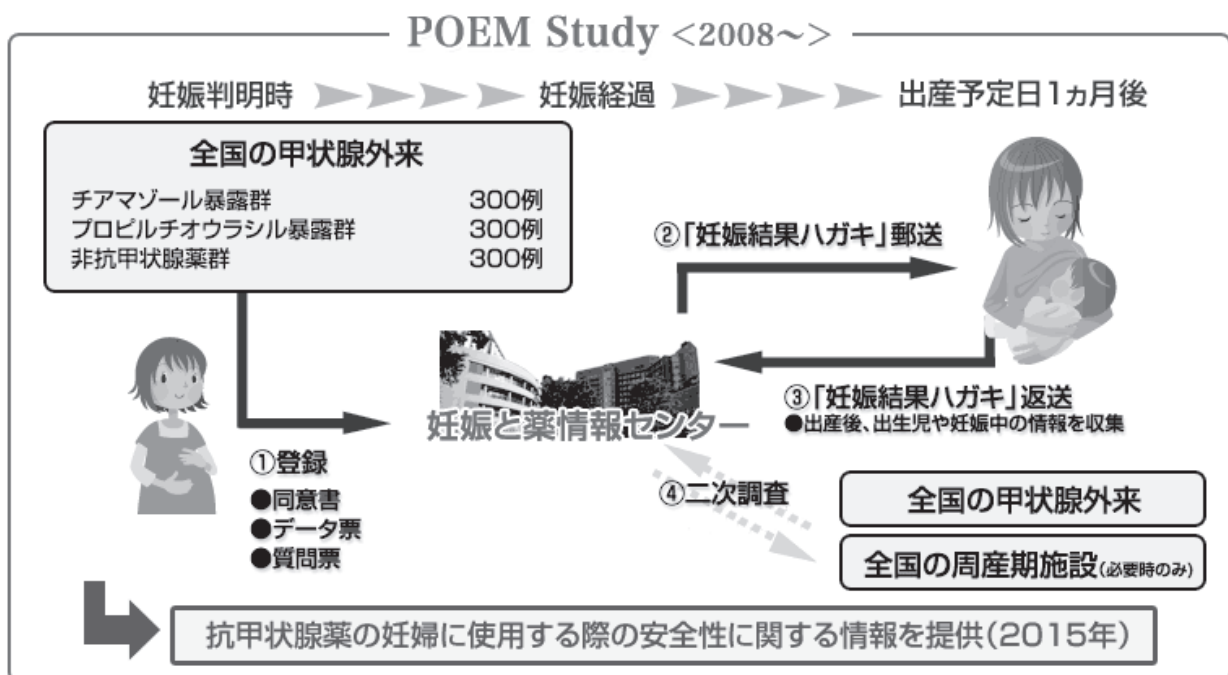 POEM Study <2008～>
妊娠判明時
妊娠経過
出産予定日1ヵ月後
全国の甲状腺外来
チアマゾール暴露群 300例
プロピルチオウラシル暴露群 300例
非抗甲状腺薬群 300例
②「妊娠結果ハガキ」郵送
③「妊娠結果ハガキ」返送
●出産後、出生児や妊娠中の情報を収集
妊娠と薬情報センター
①登録
●同意書
●データ票
●質問票
④二次調査
全国の甲状腺外来
全国の周産期施設(必要時のみ)
抗甲状腺薬の妊婦に使用する際の安全性に関する情報を提供(2015年)